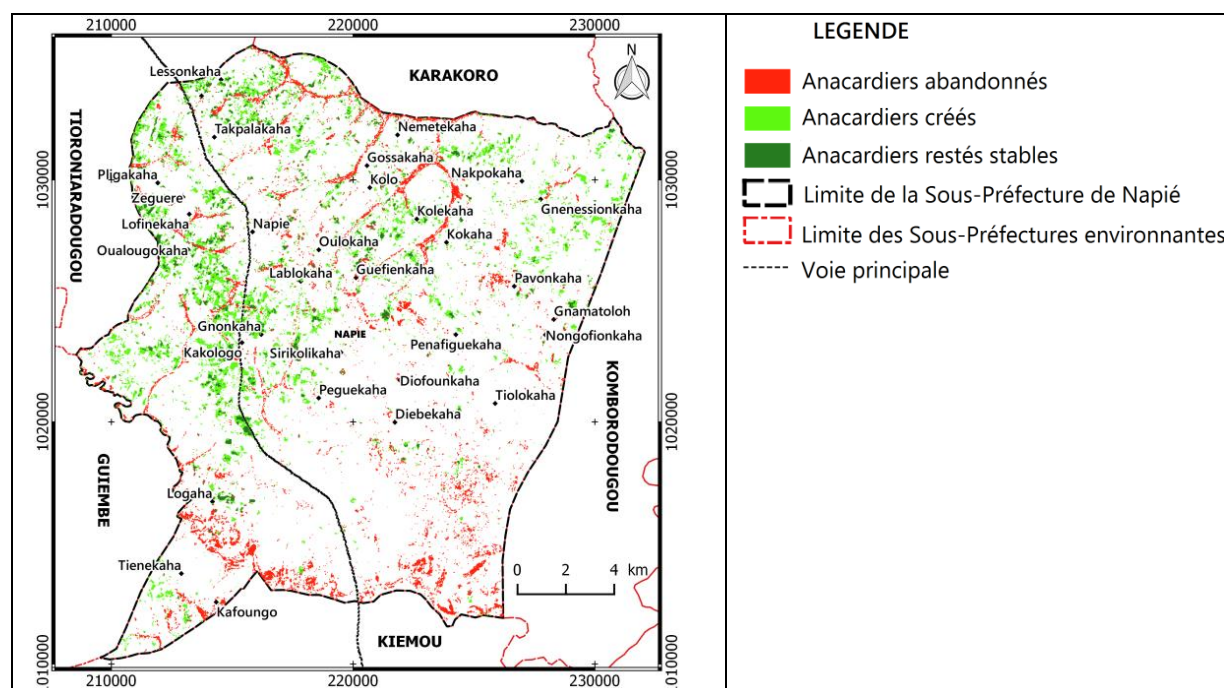 210000
220000
230000
N
KARAKORO
TIORONIARADOUGOU
Lessonkaha
Takpalakaha
Nemetekaha
Gossakaha
1030000
1030000
Pligakaha
Kolo
Nakpokaha
Zeguere
Gnenessionkaha
Lofinekaha
Napie
Kolekaha
Oualougokaha
Oulokaha
Kokaha
Lablokaha
Guefienkaha
Pavonkaha
Gnamatoloh
Gnonkaha
NAPIE
Nongofionkaha
Kakologo
Sirikolikaha
Penafiguekaha
Diofounkaha
Peguekaha
Tiolokaha
KOMBORODOUGOU
1020000
1020000
Diebekaha
GUIEMBE
Logaha
Tienekaha
0 2 4 km
Kafoungo
KIEMOU
.010000
.010000
210000
220000
230000
LEGENDE
Anacardiers abandonnés
Anacardiers créés
Anacardiers restés stables
Limite de la Sous-Préfecture de Napié
Limite des Sous-Préfectures environnantes
Voie principale